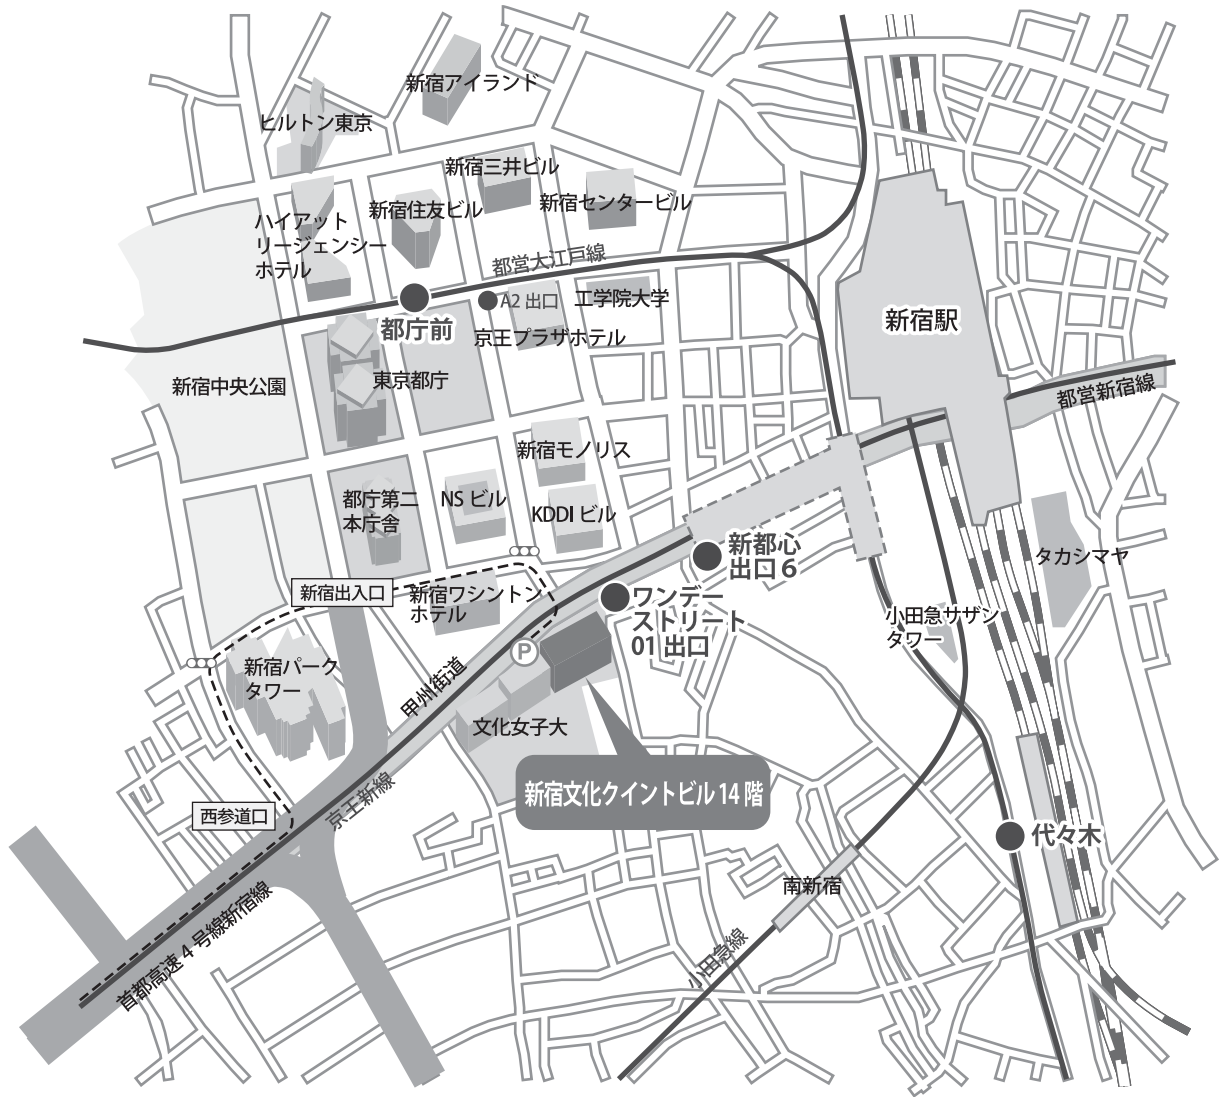 新宿アイランド
ヒルトン東京
新宿三井ビル
新宿住友ビル
新宿センタービル
ハイアット
リージェンシー
ホテル
都営大江戸線
A2 出口
工学院大学
都庁前
京王プラザホテル
新宿駅
新宿中央公園
東京都庁
都営新宿線
新宿モノリス
都庁第二
本庁舎
NS ビル
KDDI ビル
新都心
出口 6
タカシマヤ
新宿出入口
新宿ワシントン
ホテル
ワンデー
ストリート
01 出口
小田急サザン
タワー
P
新宿パーク
タワー
甲州街道
文化女子大
新宿文化クイントビル 14 階
西参道口
京王新線
代々木
南新宿
首都高速 4 号線新宿線
小田急線